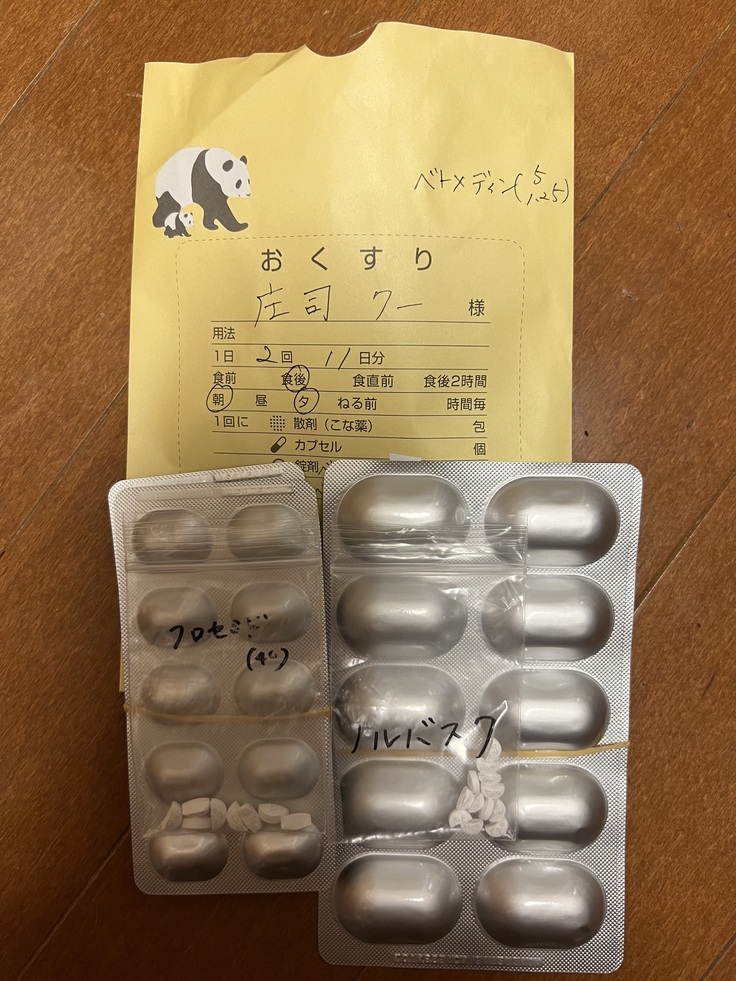 ベトメディン(5
1.25)
おくすり
庄司 クー 様
用法
1日 2回 11日分
食前 食後 食直前 食後2時間
朝 昼 夕 ねる前 時間毎
1回に 散剤（こな薬） 包
カプセル 個
錠剤
フロセミド
(40)
ノルバスク